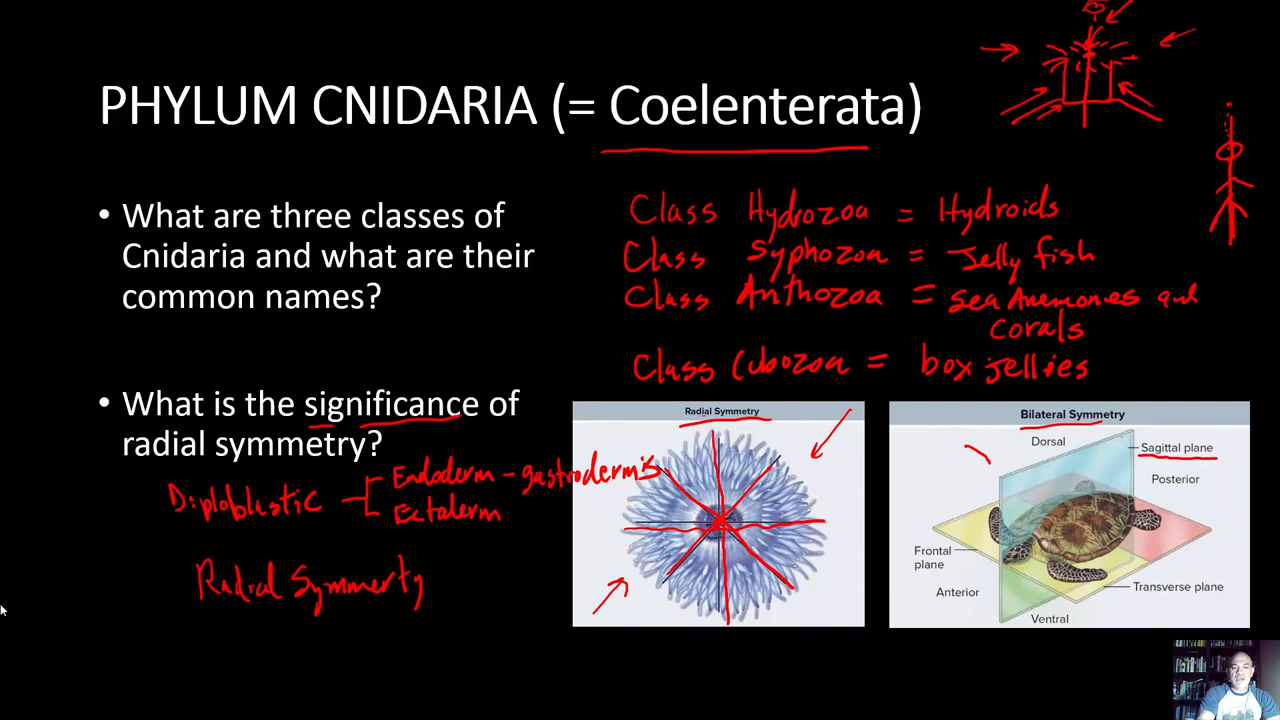 PHYLUM CNIDARIA (= Coelenterata)
• What are three classes of
Cnidaria and what are their
common names?
Class Hydrozoa = Hydroids
Class Syphozoa = Jelly fish
Class Anthozoa = Sea Anemonies and
Corals
Class Cubozoa = box jellies
• What is the significance of
radial symmetry?
Diploblastic
Endoderm - gastrodermis
Ectoderm
Radial Symmerty
Radial Symmetry
Bilateral Symmetry
Dorsal
Sagittal plane
Posterior
Frontal
plane
Transverse plane
Anterior
Ventral